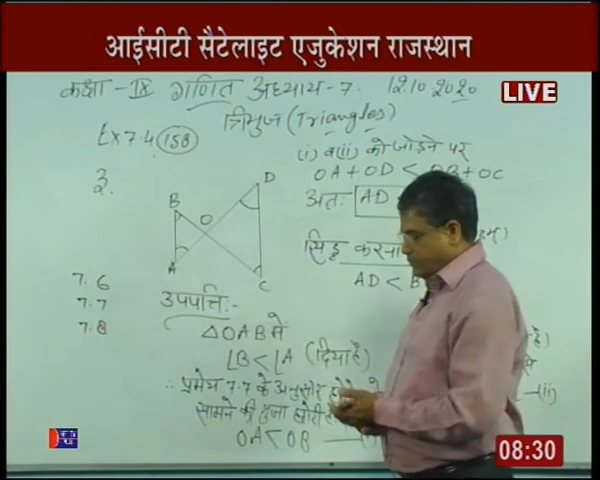 आईसीटी सैटेलाइट एजुकेशन राजस्थान
LIVE
कक्षा - IX गणित अध्याय - 7. 12.10.2020
त्रिभुज (Triangles)
Ex 7.4 (158)
(i) व (ii) को जोड़ने पर
OA + OD < OB + OC
3.
अतः AD
B
D
O
A
C
सिद्ध करना
AD < B
7.6
7.7
7.8
उपपत्ति:-
△OAB में
∠B < ∠A (दिया है)
∴ प्रमेय 7.7 के अनुसार
सामने की भुजा छोटी
OA < OB
(ii)
08:30